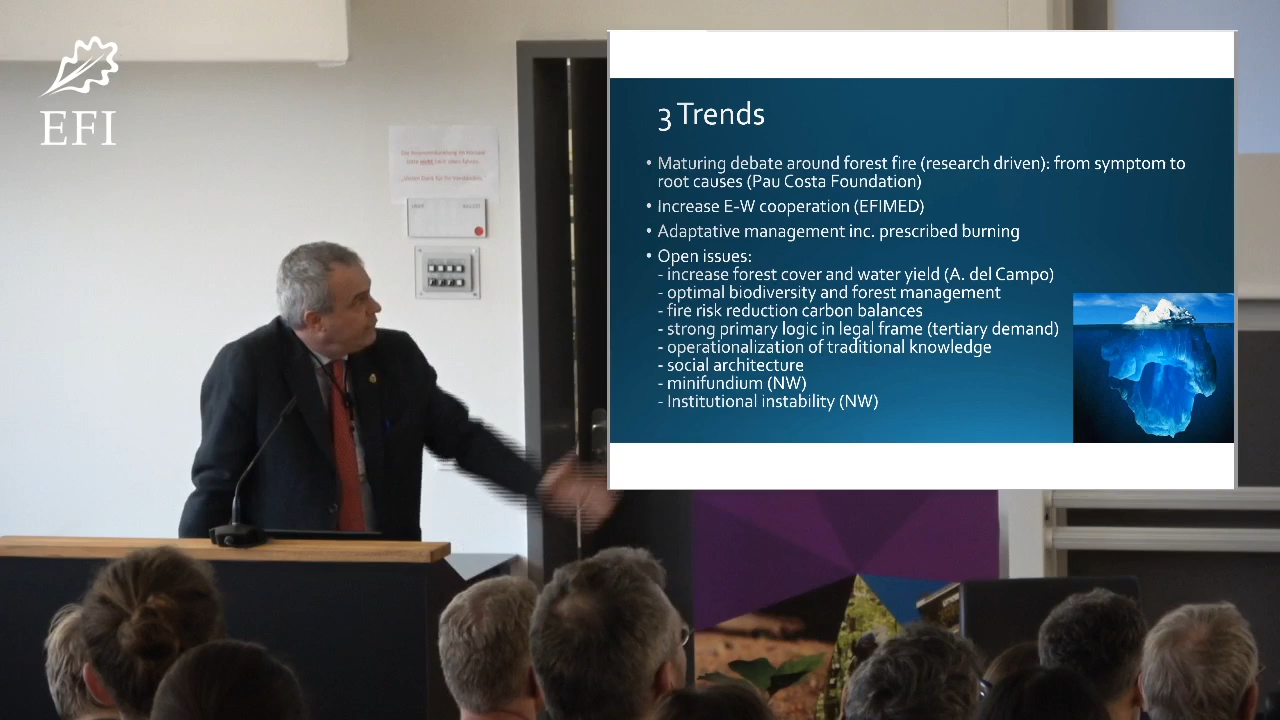 EFI
3 Trends
• Maturing debate around forest fire (research driven): from symptom to
root causes (Pau Costa Foundation)
• Increase E-W cooperation (EFIMED)
• Adaptative management inc. prescribed burning
• Open issues:
- increase forest cover and water yield (A. del Campo)
- optimal biodiversity and forest management
- fire risk reduction carbon balances
- strong primary logic in legal frame (tertiary demand)
- operationalization of traditional knowledge
- social architecture
- minifundium (NW)
- Institutional instability (NW)